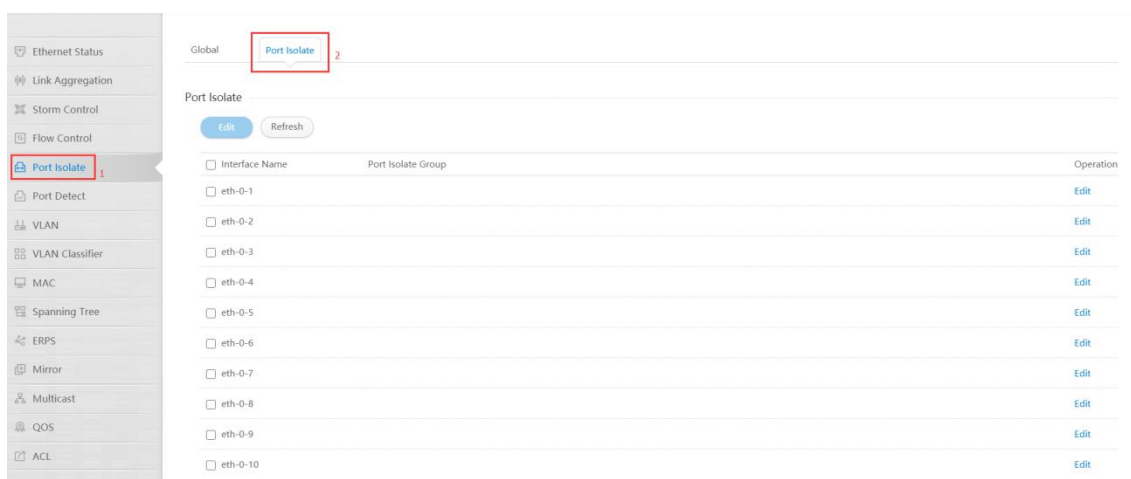 Ethernet Status
Link Aggregation
Storm Control
Flow Control
Port Isolate 1
Port Detect
VLAN
VLAN Classifier
MAC
Spanning Tree
ERPS
Mirror
Multicast
QOS
ACL
Global Port Isolate 2
Port Isolate
Edit Refresh
Interface Name Port Isolate Group Operation
eth-0-1 Edit
eth-0-2 Edit
eth-0-3 Edit
eth-0-4 Edit
eth-0-5 Edit
eth-0-6 Edit
eth-0-7 Edit
eth-0-8 Edit
eth-0-9 Edit
eth-0-10 Edit